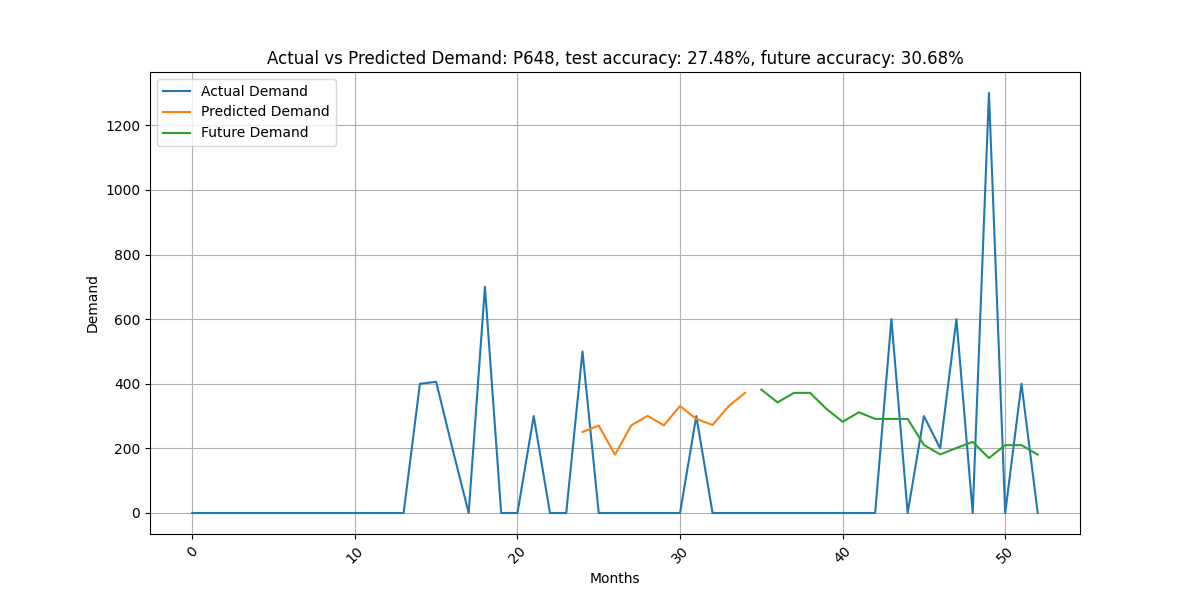 Actual vs Predicted Demand: P648, test accuracy: 27.48%, future accuracy: 30.68%
Actual Demand
Predicted Demand
Future Demand
1200
1000
800
600
400
200
0
Demand
0 10 20 30 40 50
Months